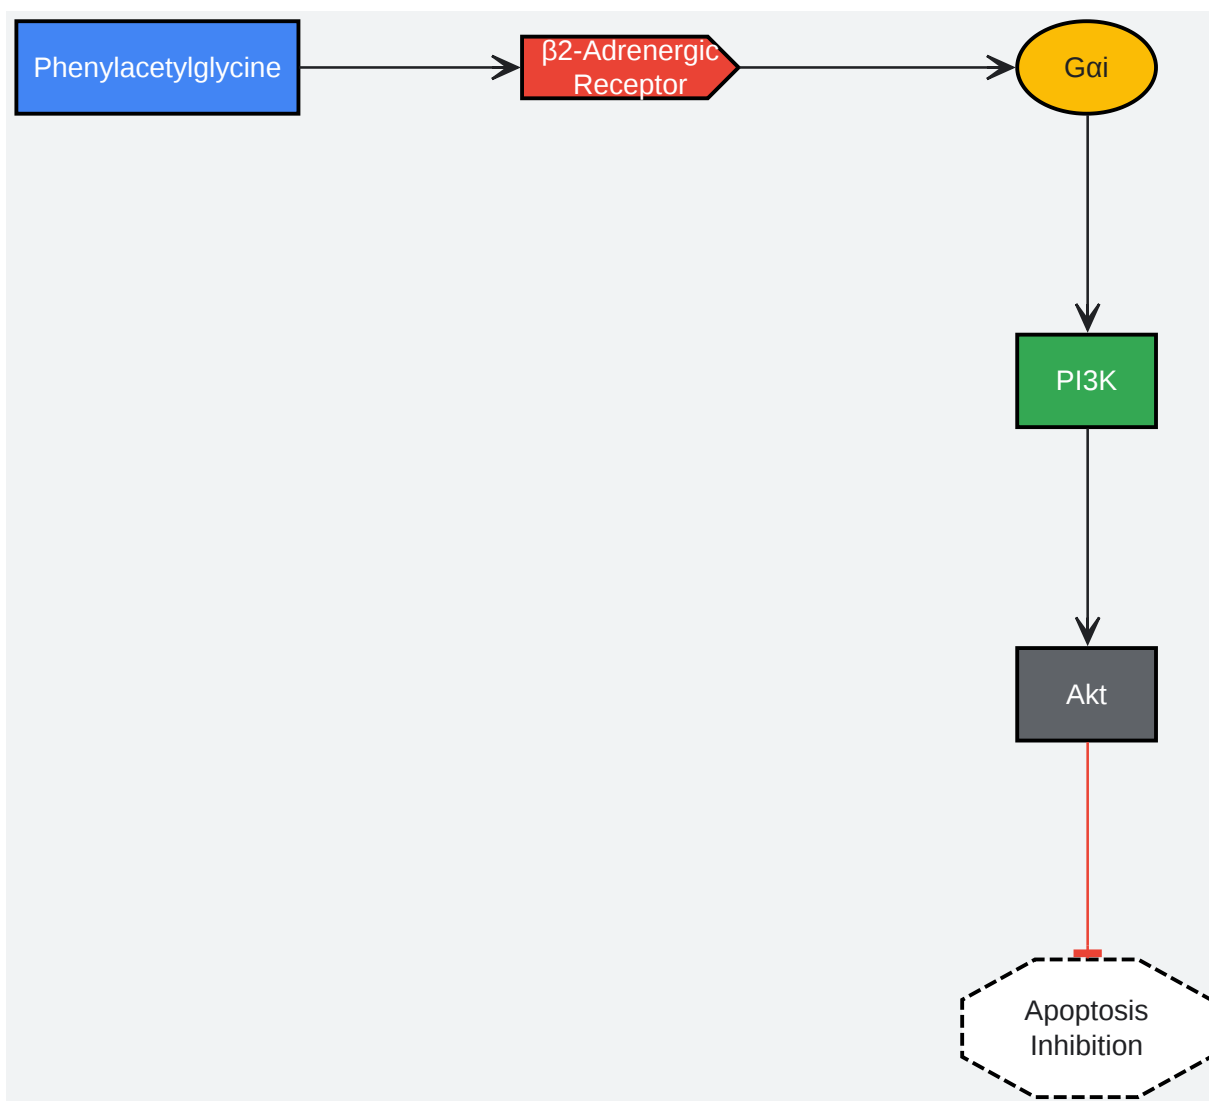 Phenylacetylglycine
β2-Adrenergic
Receptor
Gαi
PI3K
Akt
Apoptosis
Inhibition